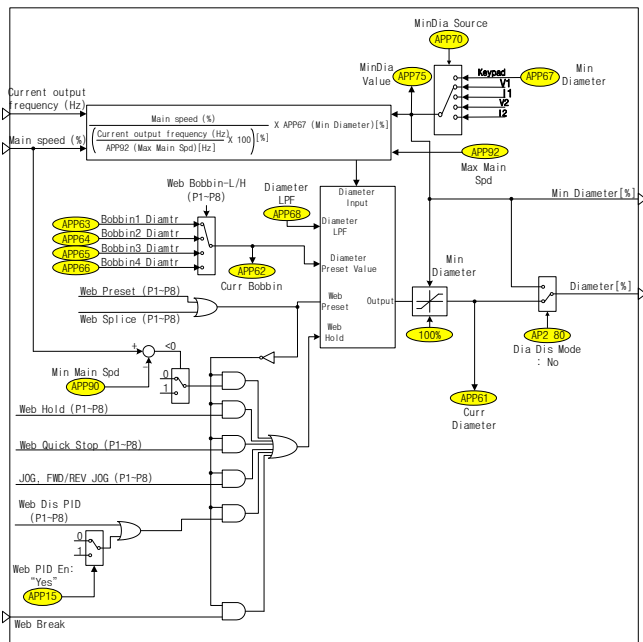 MinDia Source
APP70
MinDia
Value
APP75
Keypad
V1
I1
V2
I2
APP67
Min
Diameter
Current output
frequency (Hz)
Main speed (%)
Main speed (%)
(Current output frequency (Hz)
APP92 (Max Main Spd)[Hz]
X 100)[%]
X APP67 (Min Diameter)[%]
APP92
Max Main
Spd
Web Bobbin-L/H
(P1~P8)
Diameter
LPF
APP68
Diameter
Input
Diameter
LPF
Diameter
Preset Value
Web
Preset
Output
Web
Hold
Min Diameter[%]
APP63 Bobbin1 Diamtr
APP64 Bobbin2 Diamtr
APP65 Bobbin3 Diamtr
APP66 Bobbin4 Diamtr
APP62
Curr Bobbin
Min
Diameter
100%
Diameter[%]
AP2 80
Dia Dis Mode
: No
APP61
Curr
Diameter
Web Preset (P1~P8)
Web Splice (P1~P8)
+
-
<0
Min Main Spd
APP90
0
1
Web Hold (P1~P8)
Web Quick Stop (P1~P8)
JOG, FWD/REV JOG (P1~P8)
Web Dis PID
(P1~P8)
0
1
Web PID En:
"Yes"
APP15
Web Break